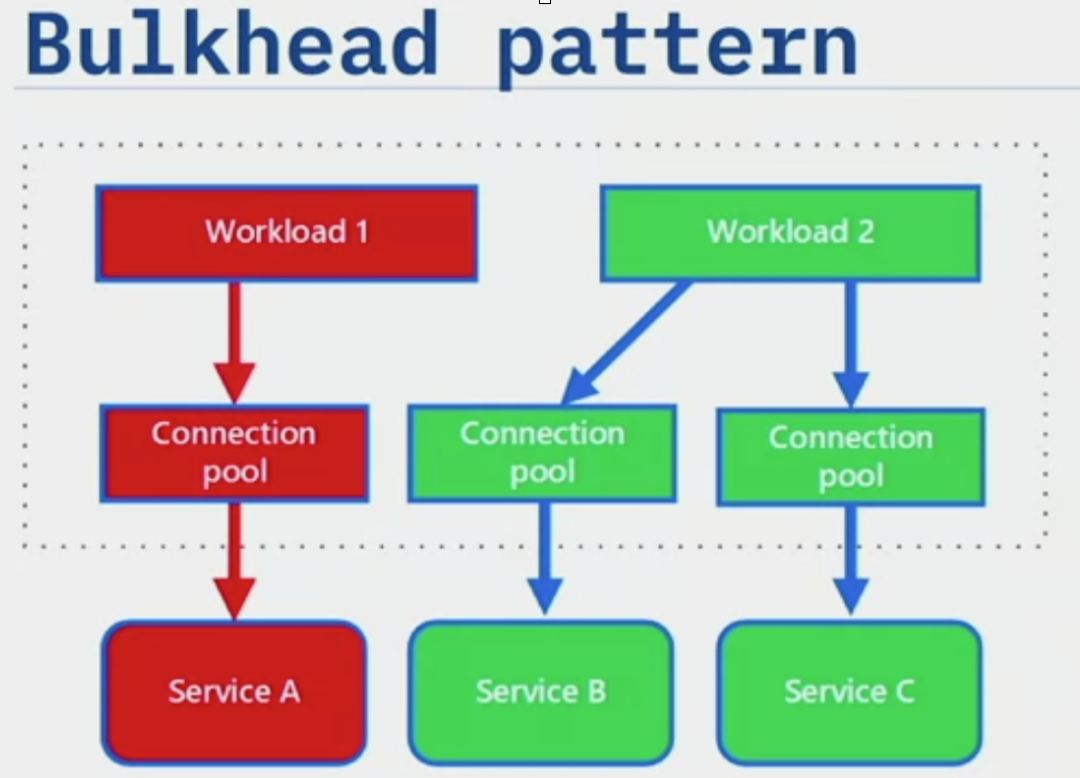 Bulkhead pattern
Workload 1
Workload 2
Connection
pool
Connection
pool
Connection
pool
Service A
Service B
Service C